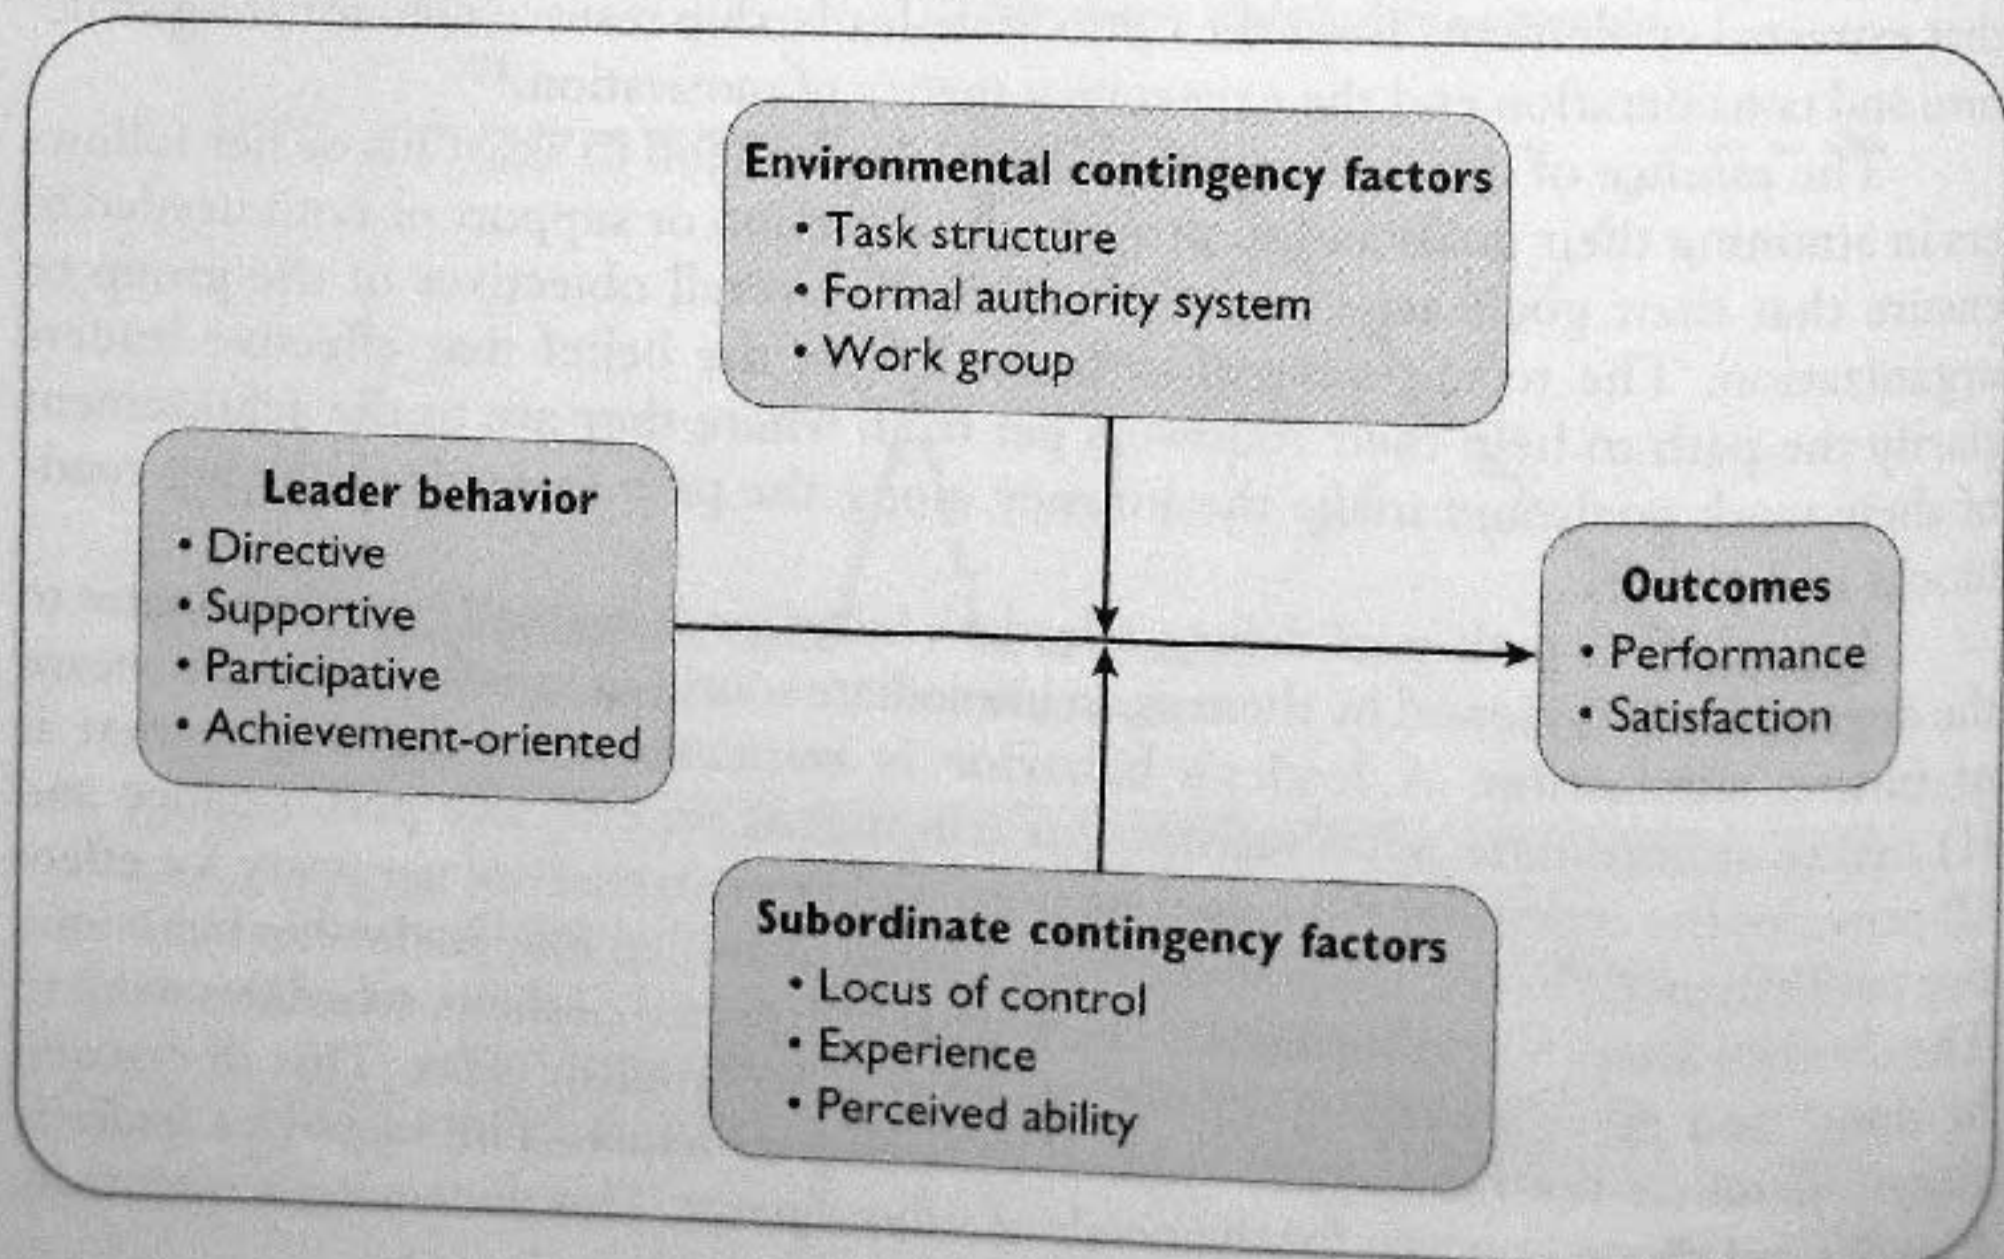 Environmental contingency factors
• Task structure
• Formal authority system
• Work group
Leader behavior
• Directive
• Supportive
• Participative
• Achievement-oriented
Outcomes
• Performance
• Satisfaction
Subordinate contingency factors
• Locus of control
• Experience
• Perceived ability